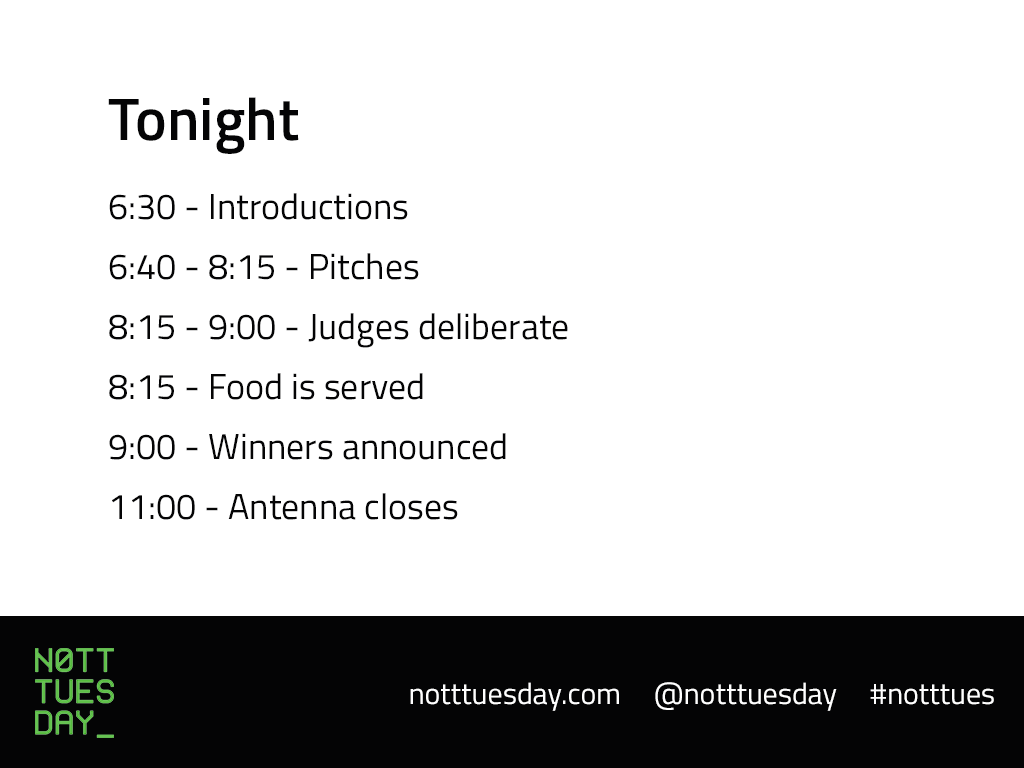 Tonight
6:30 - Introductions
6:40 - 8:15 - Pitches
8:15 - 9:00 - Judges deliberate
8:15 - Food is served
9:00 - Winners announced
11:00 - Antenna closes
NØTT
TUES
DAY_
notttuesday.com @notttuesday #notttues